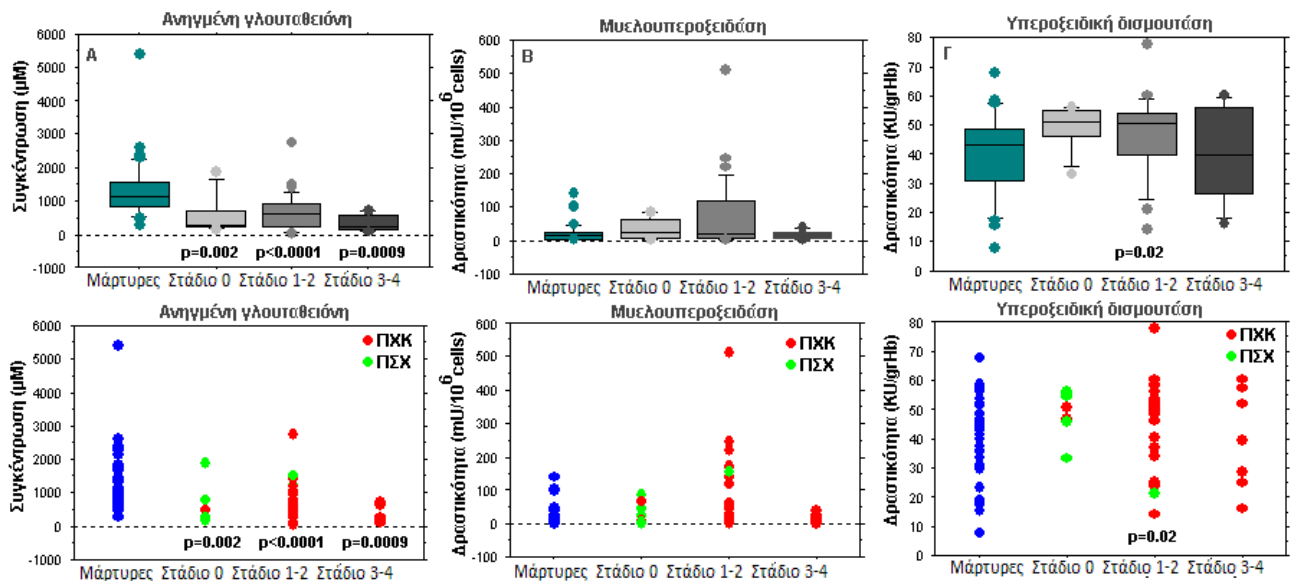 Ανηγμένη γλουταθειόνη
Συγκέντρωση (μΜ)
6000
5000
4000
3000
2000
1000
0
-1000
Α
p=0.002 p<0.0001 p=0.0009
Μάρτυρες Στάδιο 0 Στάδιο 1-2 Στάδιο 3-4
Μυελουπεροξειδάση
Δραστικότητα (mU/10^6 cells)
600
500
400
300
200
100
0
-100
Β
Μάρτυρες Στάδιο 0 Στάδιο 1-2 Στάδιο 3-4
Υπεροξειδική δισμουτάση
Δραστικότητα (KU/grHb)
80
70
60
50
40
30
20
10
0
Γ
p=0.02
Μάρτυρες Στάδιο 0 Στάδιο 1-2 Στάδιο 3-4
Ανηγμένη γλουταθειόνη
Συγκέντρωση (μΜ)
6000
5000
4000
3000
2000
1000
0
-1000
ΠΧΚ
ΠΣΧ
p=0.002 p<0.0001 p=0.0009
Μάρτυρες Στάδιο 0 Στάδιο 1-2 Στάδιο 3-4
Μυελουπεροξειδάση
Δραστικότητα (mU/10^6 cells)
600
500
400
300
200
100
0
-100
ΠΧΚ
ΠΣΧ
Μάρτυρες Στάδιο 0 Στάδιο 1-2 Στάδιο 3-4
Υπεροξειδική δισμουτάση
Δραστικότητα (KU/grHb)
80
70
60
50
40
30
20
10
0
ΠΧΚ
ΠΣΧ
p=0.02
Μάρτυρες Στάδιο 0 Στάδιο 1-2 Στάδιο 3-4